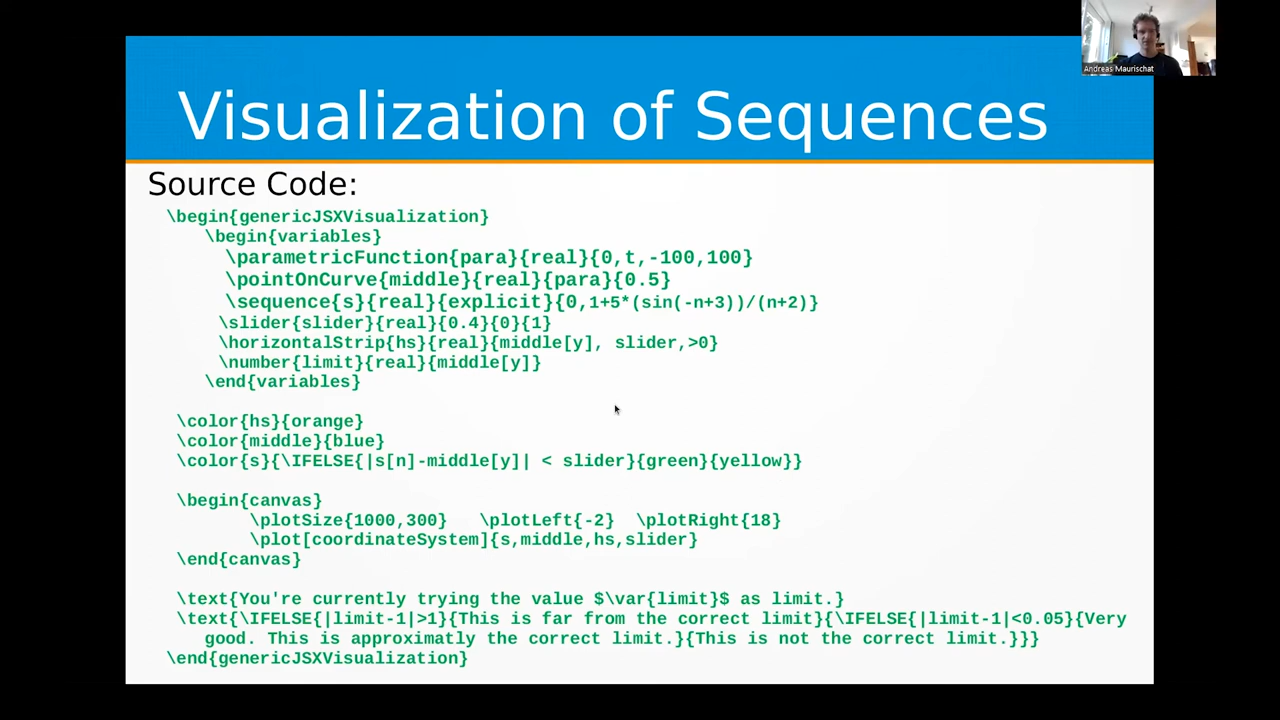 Andreas Maurischat
Visualization of Sequences
Source Code:
\begin{genericJSXVisualization}
\begin{variables}
\parametricFunction{para}{real}{0,t,-100,100}
\pointOnCurve{middle}{real}{para}{0.5}
\sequence{s}{real}{explicit}{0,1+5*(sin(-n+3))/(n+2)}
\slider{slider}{real}{0.4}{0}{1}
\horizontalStrip{hs}{real}{middle[y], slider,>0}
\number{limit}{real}{middle[y]}
\end{variables}
\color{hs}{orange}
\color{middle}{blue}
\color{s}{\IFELSE{|s[n]-middle[y]| < slider}{green}{yellow}}
\begin{canvas}
\plotSize{1000,300} \plotLeft{-2} \plotRight{18}
\plot[coordinateSystem]{s,middle,hs,slider}
\end{canvas}
\text{You're currently trying the value $\var{limit}$ as limit.}
\text{\IFELSE{|limit-1|>1}{This is far from the correct limit}{\IFELSE{|limit-1|<0.05}{Very
good. This is approximatly the correct limit.}{This is not the correct limit.}}}
\end{genericJSXVisualization}